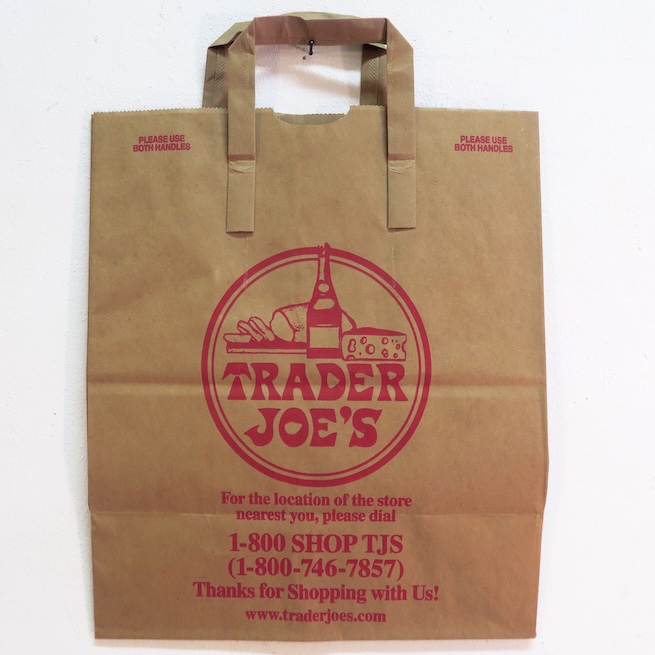 PLEASE USE
BOTH HANDLES
PLEASE USE
BOTH HANDLES
TRADER
JOE'S
For the location of the store
nearest you, please dial
1-800 SHOP TJS
(1-800-746-7857)
Thanks for Shopping with Us!
www.traderjoes.com